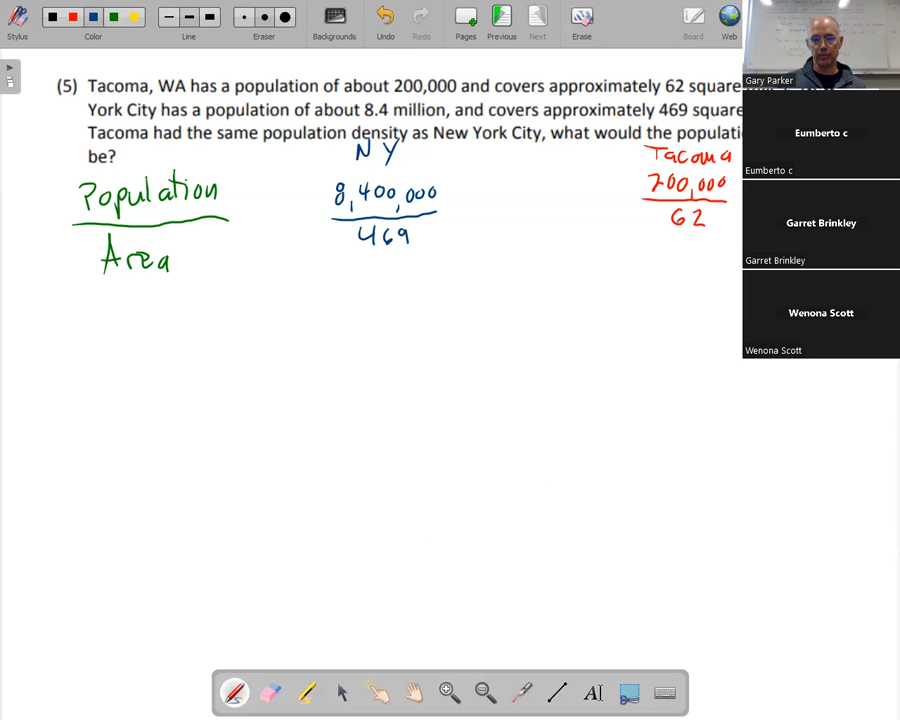 Stylus
Color
Line
Eraser
Backgrounds
Undo
Redo
Pages
Previous
Next
Erase
Board
Web
Gary Parker
(5) Tacoma, WA has a population of about 200,000 and covers approximately 62 square
York City has a population of about 8.4 million, and covers approximately 469 square
Tacoma had the same population density as New York City, what would the populati
be?
Population
Area
NY
8,400,000
469
Tacoma
200,000
62
Eumberto c
Eumberto c
Garret Brinkley
Garret Brinkley
Wenona Scott
Wenona Scott
A